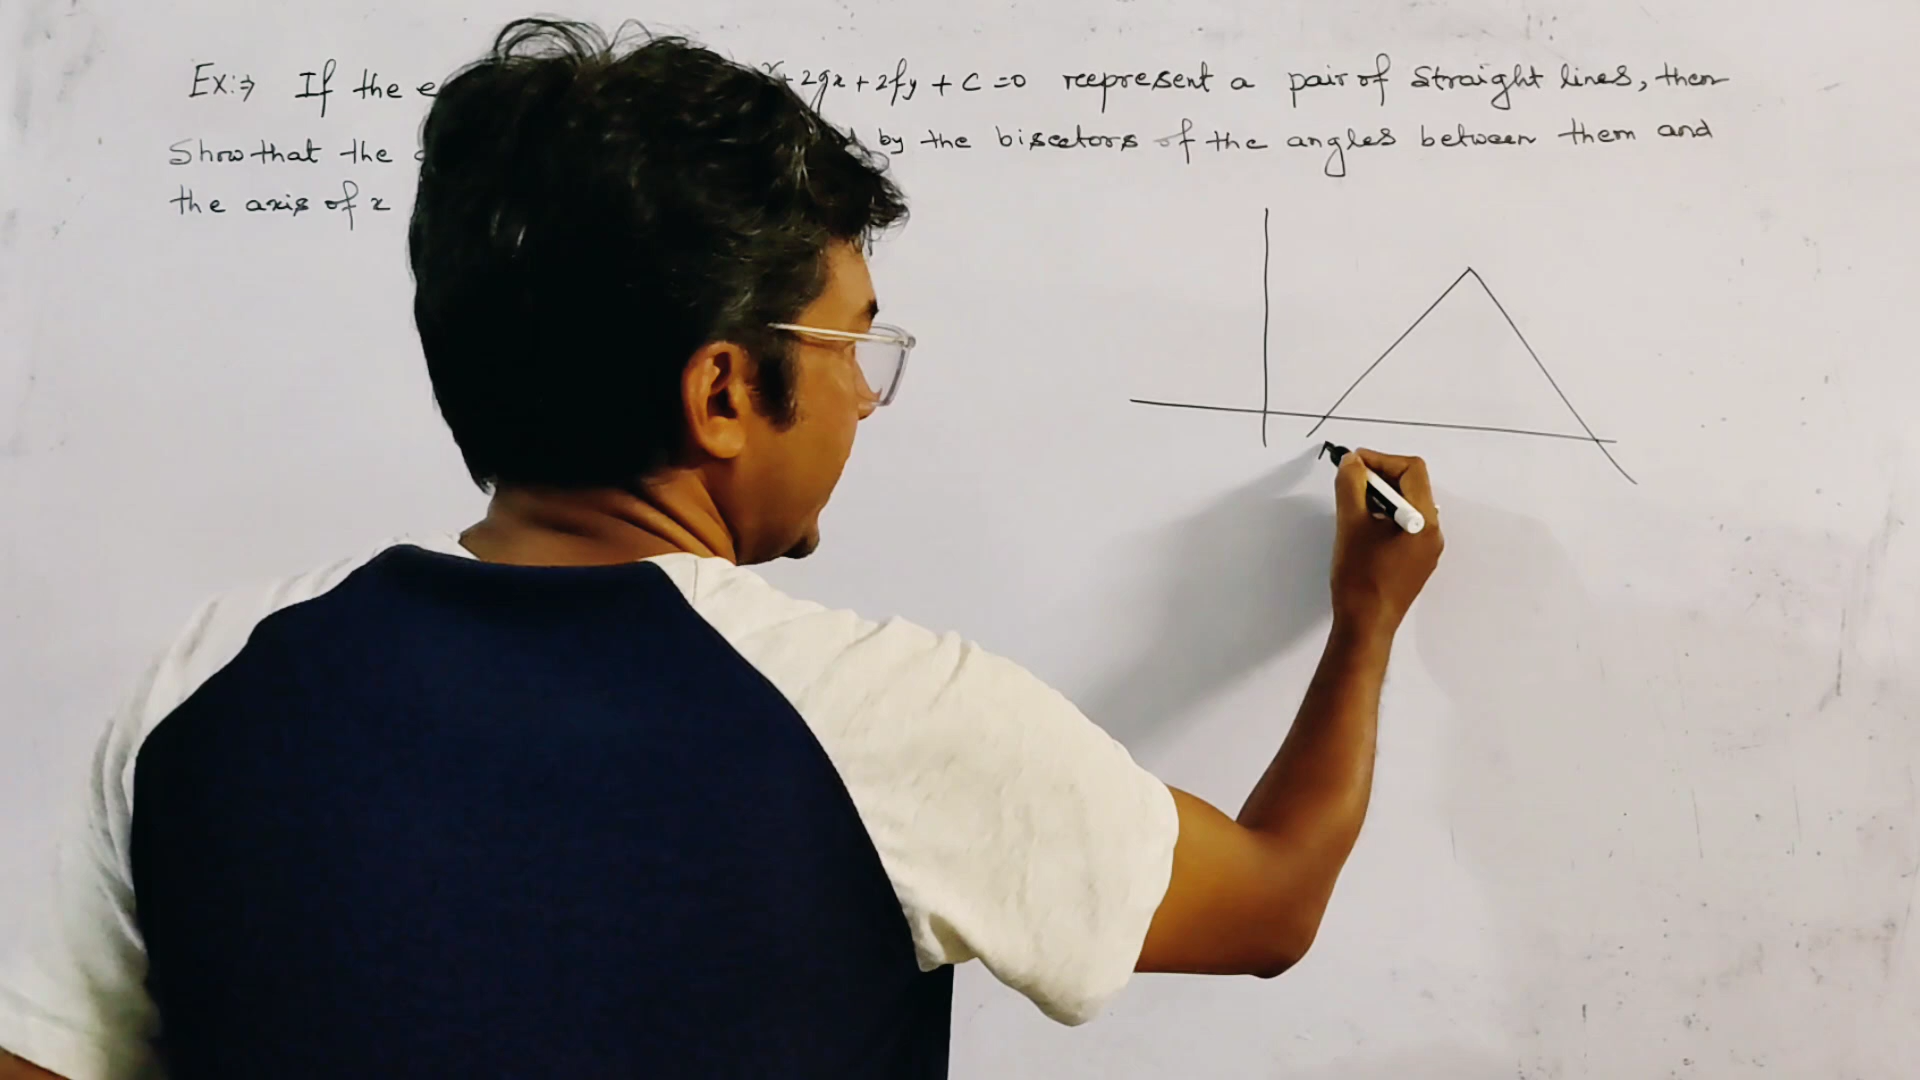 Ex:⇒ If the + 2gx + 2fy + c = 0 reepresent a pair of straight lines, then
Show that the by the bisectors of the angles between them and
the axis of x